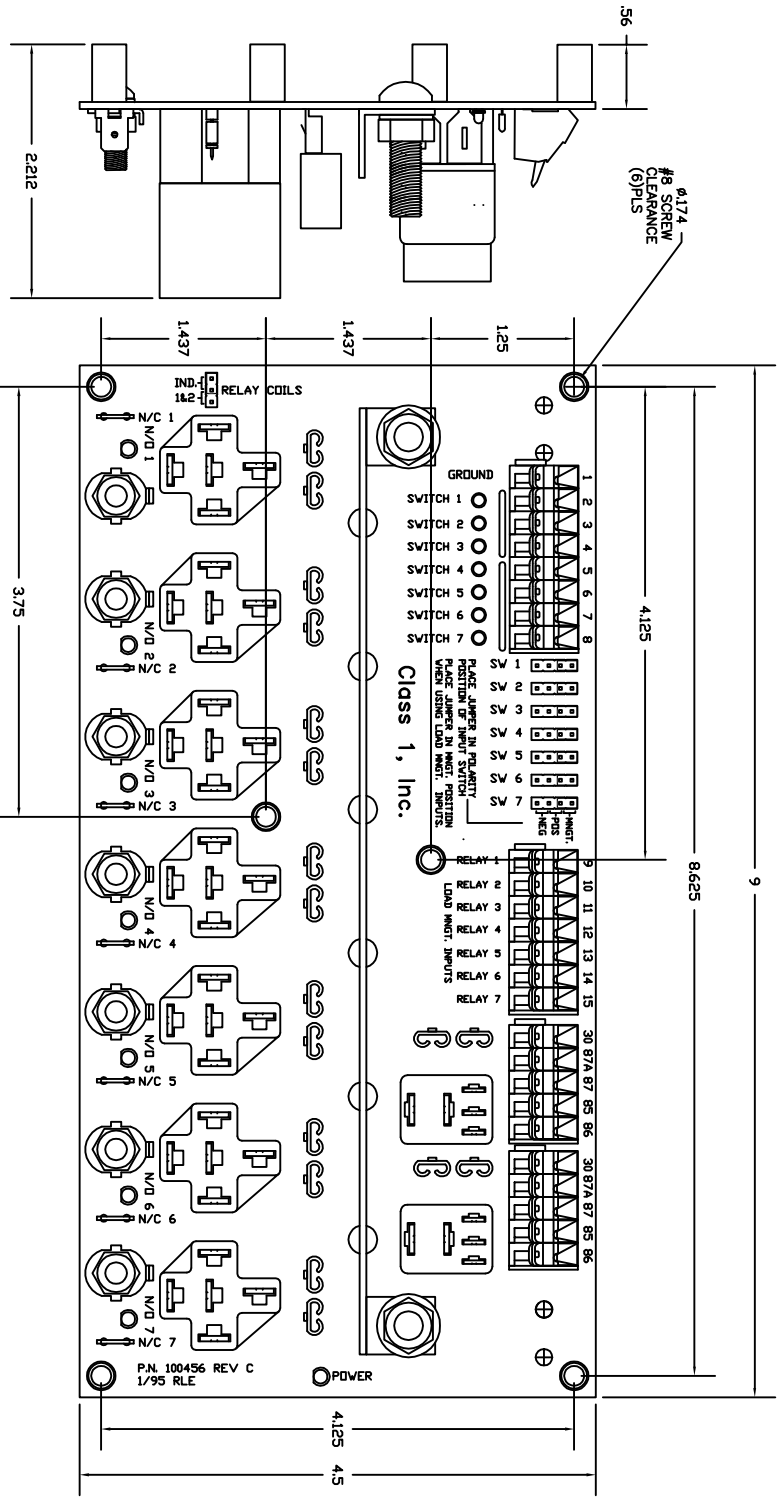 .56
2.212
Ø.174
#8 SCREW
CLEARANCE
(6)PLS
1.437
1.437
1.25
9
8.625
4.125
3.75
4.125
4.5
IND.
1&2
RELAY COILS
N/C 1
N/O 1
N/O 2
N/C 2
N/O 3
N/C 3
N/O 4
N/C 4
N/O 5
N/C 5
N/O 6
N/C 6
N/O 7
N/C 7
P.N. 100456 REV C
1/95 RLE
POWER
GROUND
SWITCH 1
SWITCH 2
SWITCH 3
SWITCH 4
SWITCH 5
SWITCH 6
SWITCH 7
1
2
3
4
5
6
7
8
SW 1
SW 2
SW 3
SW 4
SW 5
SW 6
SW 7
MNGT.
POS
NEG
PLACE JUMPER IN POLARITY
POSITION OF INPUT SWITCH
PLACE JUMPER IN MNGT. POSITION
WHEN USING LOAD MNGT. INPUTS.
Class 1, Inc.
RELAY 1
RELAY 2
RELAY 3
RELAY 4
RELAY 5
RELAY 6
RELAY 7
LOAD MNGT. INPUTS
9
10
11
12
13
14
15
30 87A 87 85 86
30 87A 87 85 86